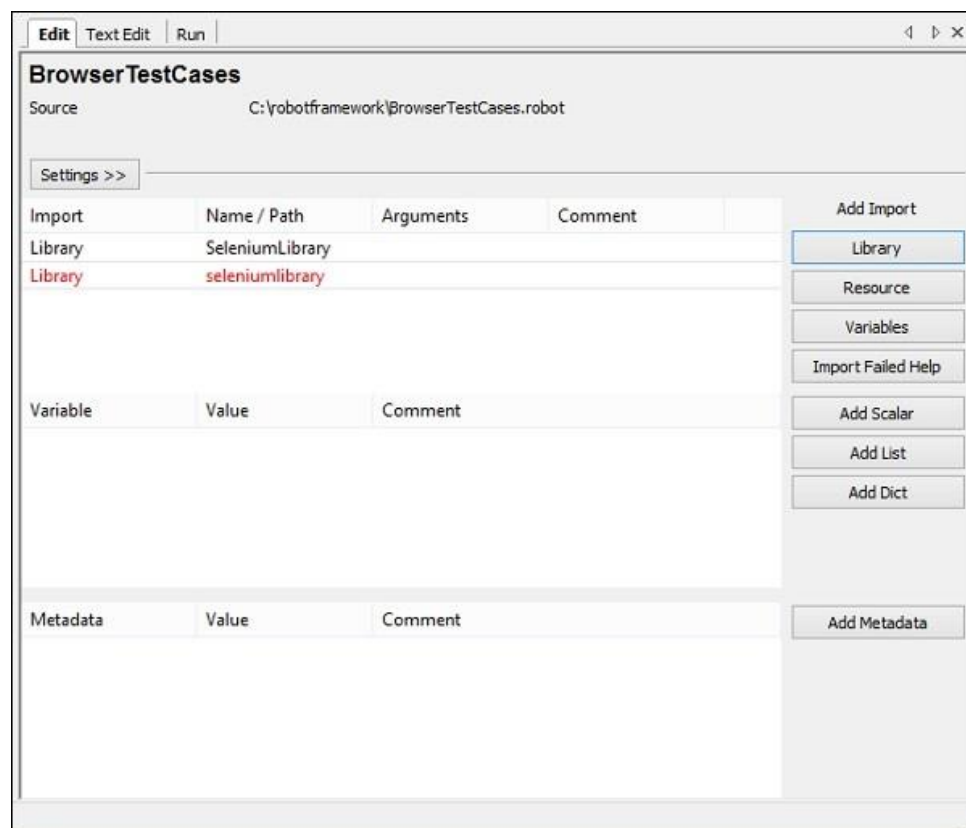 Edit Text Edit Run
BrowserTestCases
Source C:\robotframework\BrowserTestCases.robot
Settings >>
Import Name / Path Arguments Comment Add Import
Library SeleniumLibrary Library
Library seleniumlibrary
Resource
Variables
Import Failed Help
Variable Value Comment Add Scalar
Add List
Add Dict
Metadata Value Comment Add Metadata